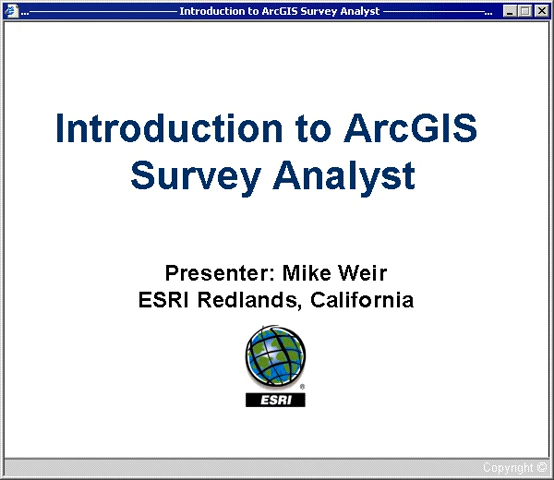 ... Introduction to ArcGIS Survey Analyst ...
Introduction to ArcGIS
Survey Analyst
Presenter: Mike Weir
ESRI Redlands, California
®
ESRI
Copyright ©